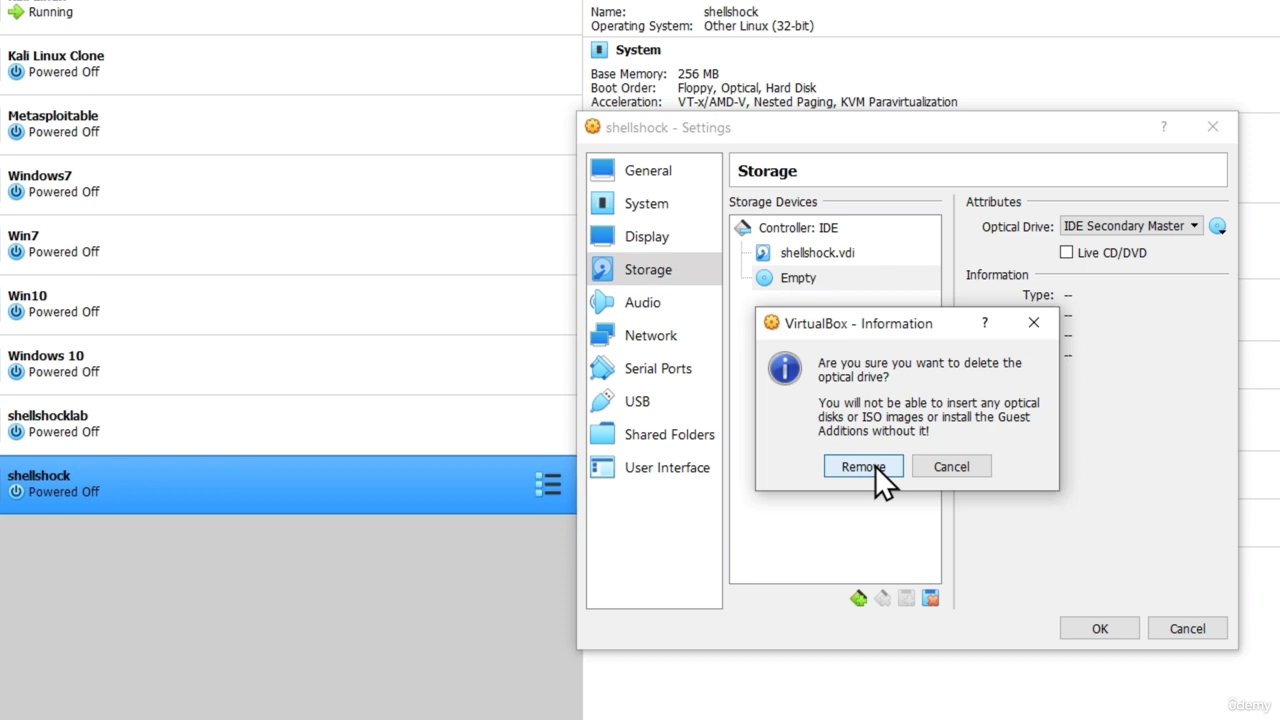 Running
Kali Linux Clone
Powered Off
Metasploitable
Powered Off
Windows7
Powered Off
Win7
Powered Off
Win10
Powered Off
Windows 10
Powered Off
shellshocklab
Powered Off
shellshock
Powered Off
Name: shellshock
Operating System: Other Linux (32-bit)
System
Base Memory: 256 MB
Boot Order: Floppy, Optical, Hard Disk
Acceleration: VT-x/AMD-V, Nested Paging, KVM Paravirtualization
shellshock - Settings
?
General
System
Display
Storage
Audio
Network
Serial Ports
USB
Shared Folders
User Interface
Storage
Storage Devices
Controller: IDE
shellshock.vdi
Empty
Attributes
Optical Drive: IDE Secondary Master
Live CD/DVD
Information
Type: --
--
--
--
VirtualBox - Information ?
Are you sure you want to delete the
optical drive?
You will not be able to insert any optical
disks or ISO images or install the Guest
Additions without it!
Remove Cancel
OK Cancel
ûdemy